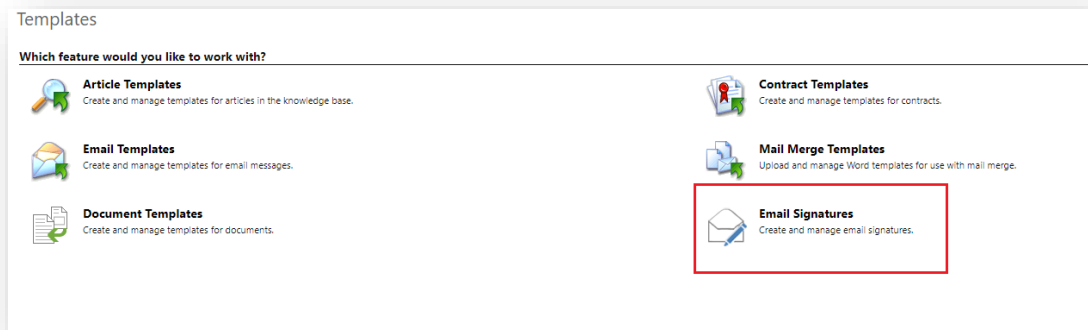 Templates
Which feature would you like to work with?
Article Templates
Create and manage templates for articles in the knowledge base.
Contract Templates
Create and manage templates for contracts.
Email Templates
Create and manage templates for email messages.
Mail Merge Templates
Upload and manage Word templates for use with mail merge.
Document Templates
Create and manage templates for documents.
Email Signatures
Create and manage email signatures.